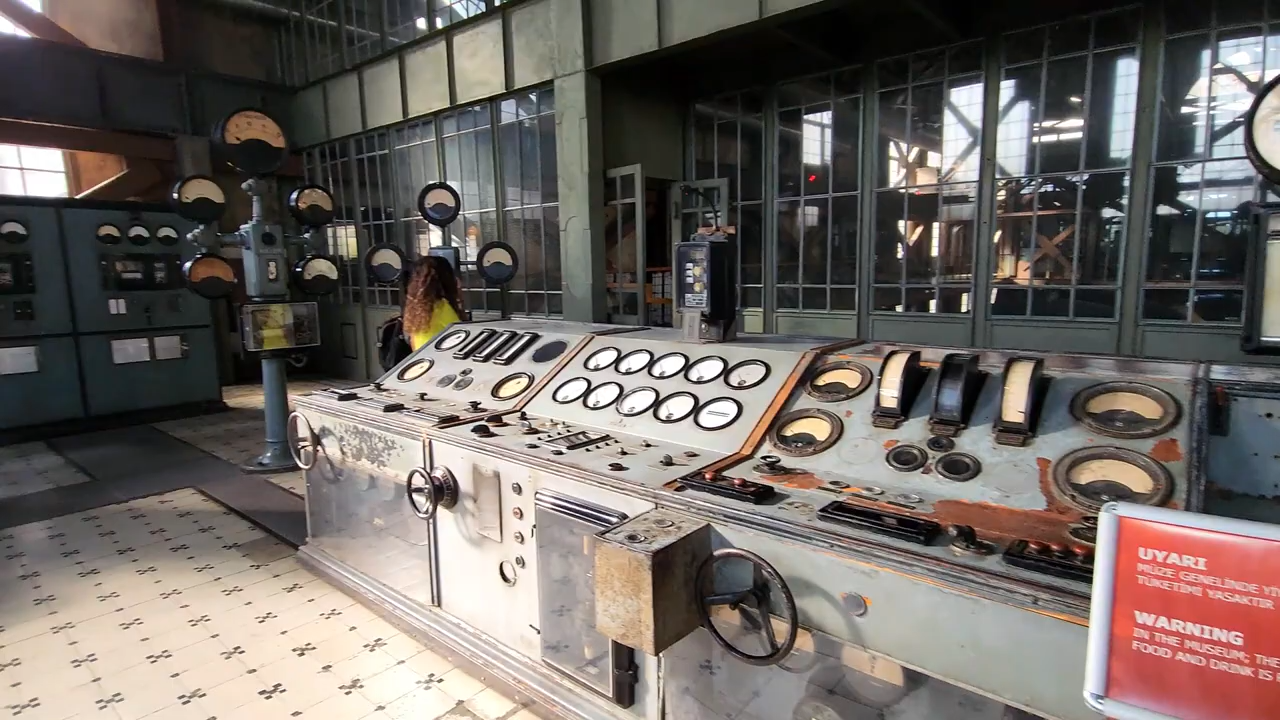 UYARI
MÜZE GENELİNDE Yİ
TÜKETİMİ YASAKTIR
WARNING
IN THE MUSEUM; THE
FOOD AND DRINK IS